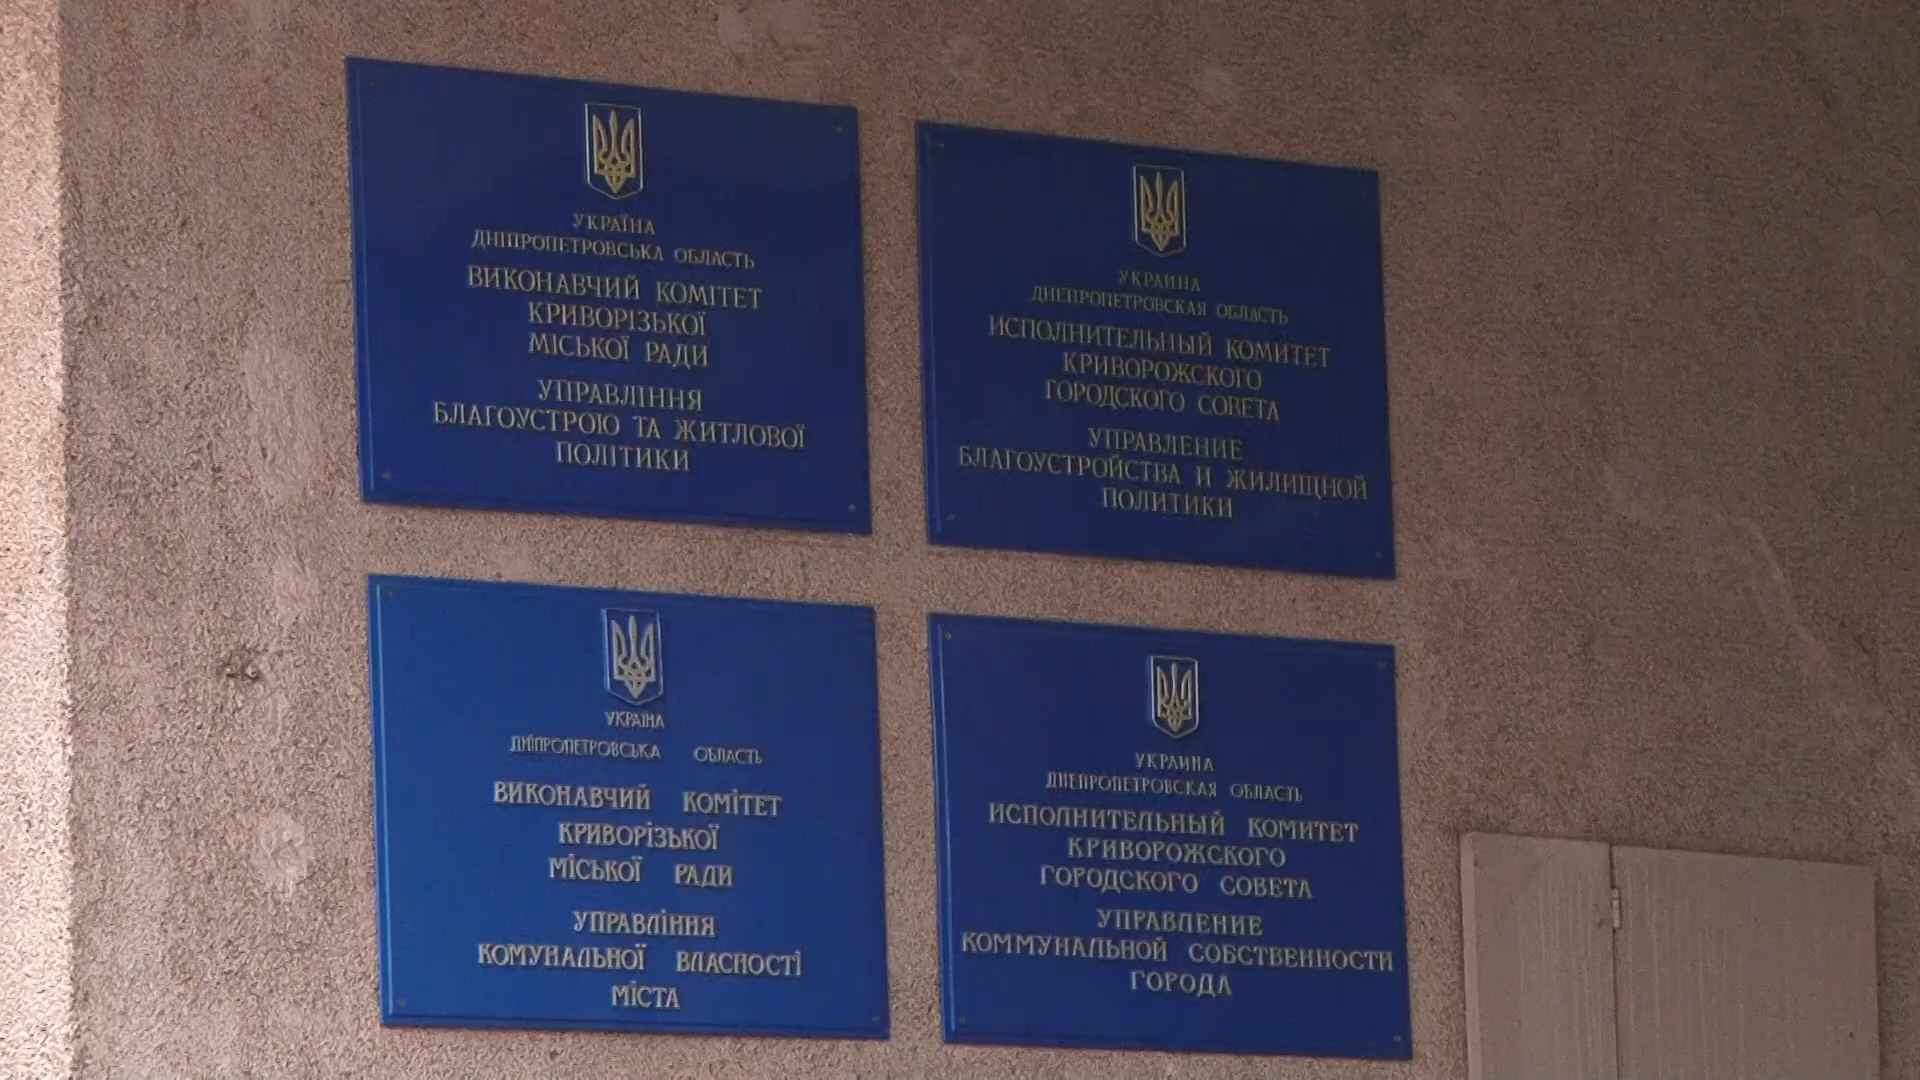 УКРАЇНА
ДНІПРОПЕТРОВСЬКА ОБЛАСТЬ
ВИКОНАВЧИЙ КОМІТЕТ
КРИВОРІЗЬКОЇ
МІСЬКОЇ РАДИ
УПРАВЛІННЯ
БЛАГОУСТРОЮ ТА ЖИТЛОВОЇ
ПОЛІТИКИ
УКРАИНА
ДНЕПРОПЕТРОВСКАЯ ОБЛАСТЬ
ИСПОЛНИТЕЛЬНЫЙ КОМИТЕТ
КРИВОРОЖСКОГО
ГОРОДСКОГО СОВЕТА
УПРАВЛЕНИЕ
БЛАГОУСТРОЙСТВА И ЖИЛИЩНОЙ
ПОЛИТИКИ
УКРАЇНА
ДНІПРОПЕТРОВСЬКА ОБЛАСТЬ
ВИКОНАВЧИЙ КОМІТЕТ
КРИВОРІЗЬКОЇ
МІСЬКОЇ РАДИ
УПРАВЛІННЯ
КОМУНАЛЬНОЇ ВЛАСНОСТІ
МІСТА
УКРАИНА
ДНЕПРОПЕТРОВСКАЯ ОБЛАСТЬ
ИСПОЛНИТЕЛЬНЫЙ КОМИТЕТ
КРИВОРОЖСКОГО
ГОРОДСКОГО СОВЕТА
УПРАВЛЕНИЕ
КОММУНАЛЬНОЙ СОБСТВЕННОСТИ
ГОРОДА